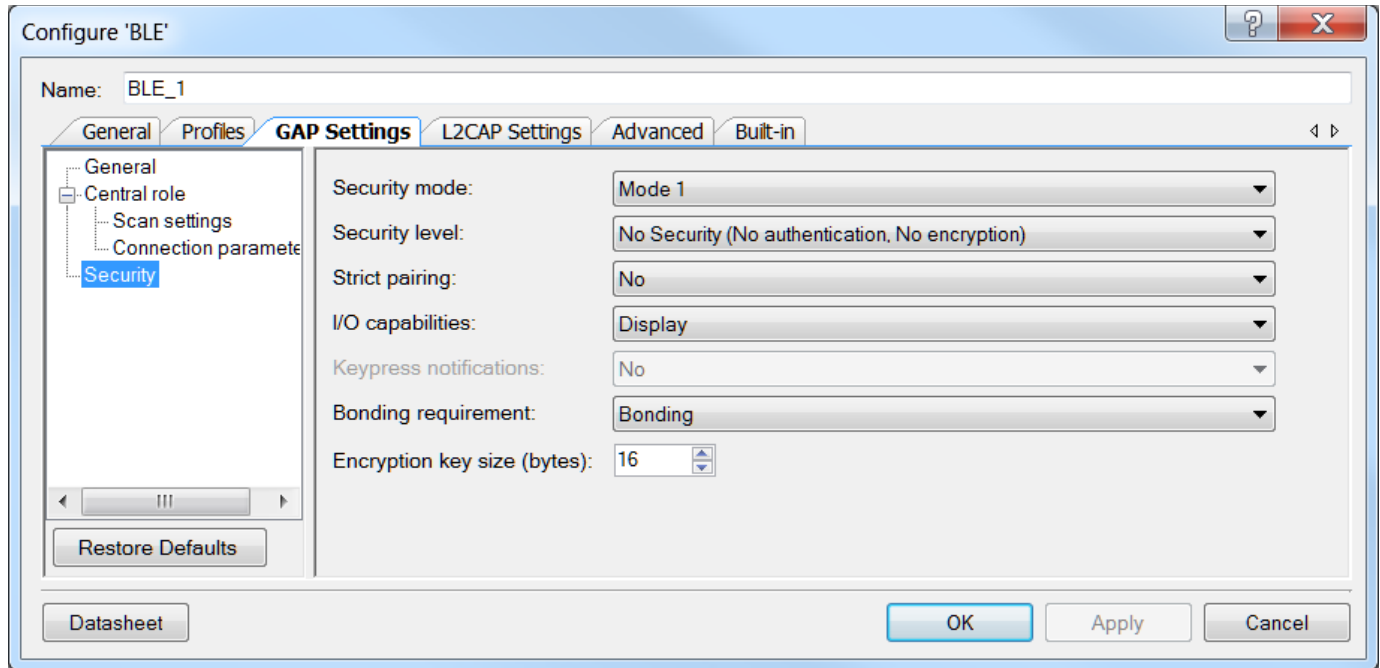 Configure 'BLE'
Name: BLE_1
General Profiles GAP Settings L2CAP Settings Advanced Built-in
General
Central role
Scan settings
Connection paramete
Security
Security mode: Mode 1
Security level: No Security (No authentication, No encryption)
Strict pairing: No
I/O capabilities: Display
Keypress notifications: No
Bonding requirement: Bonding
Encryption key size (bytes): 16
Restore Defaults
Datasheet OK Apply Cancel